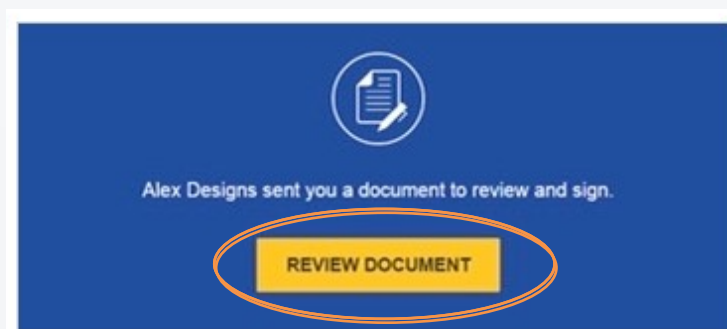 Alex Designs sent you a document to review and sign.
REVIEW DOCUMENT